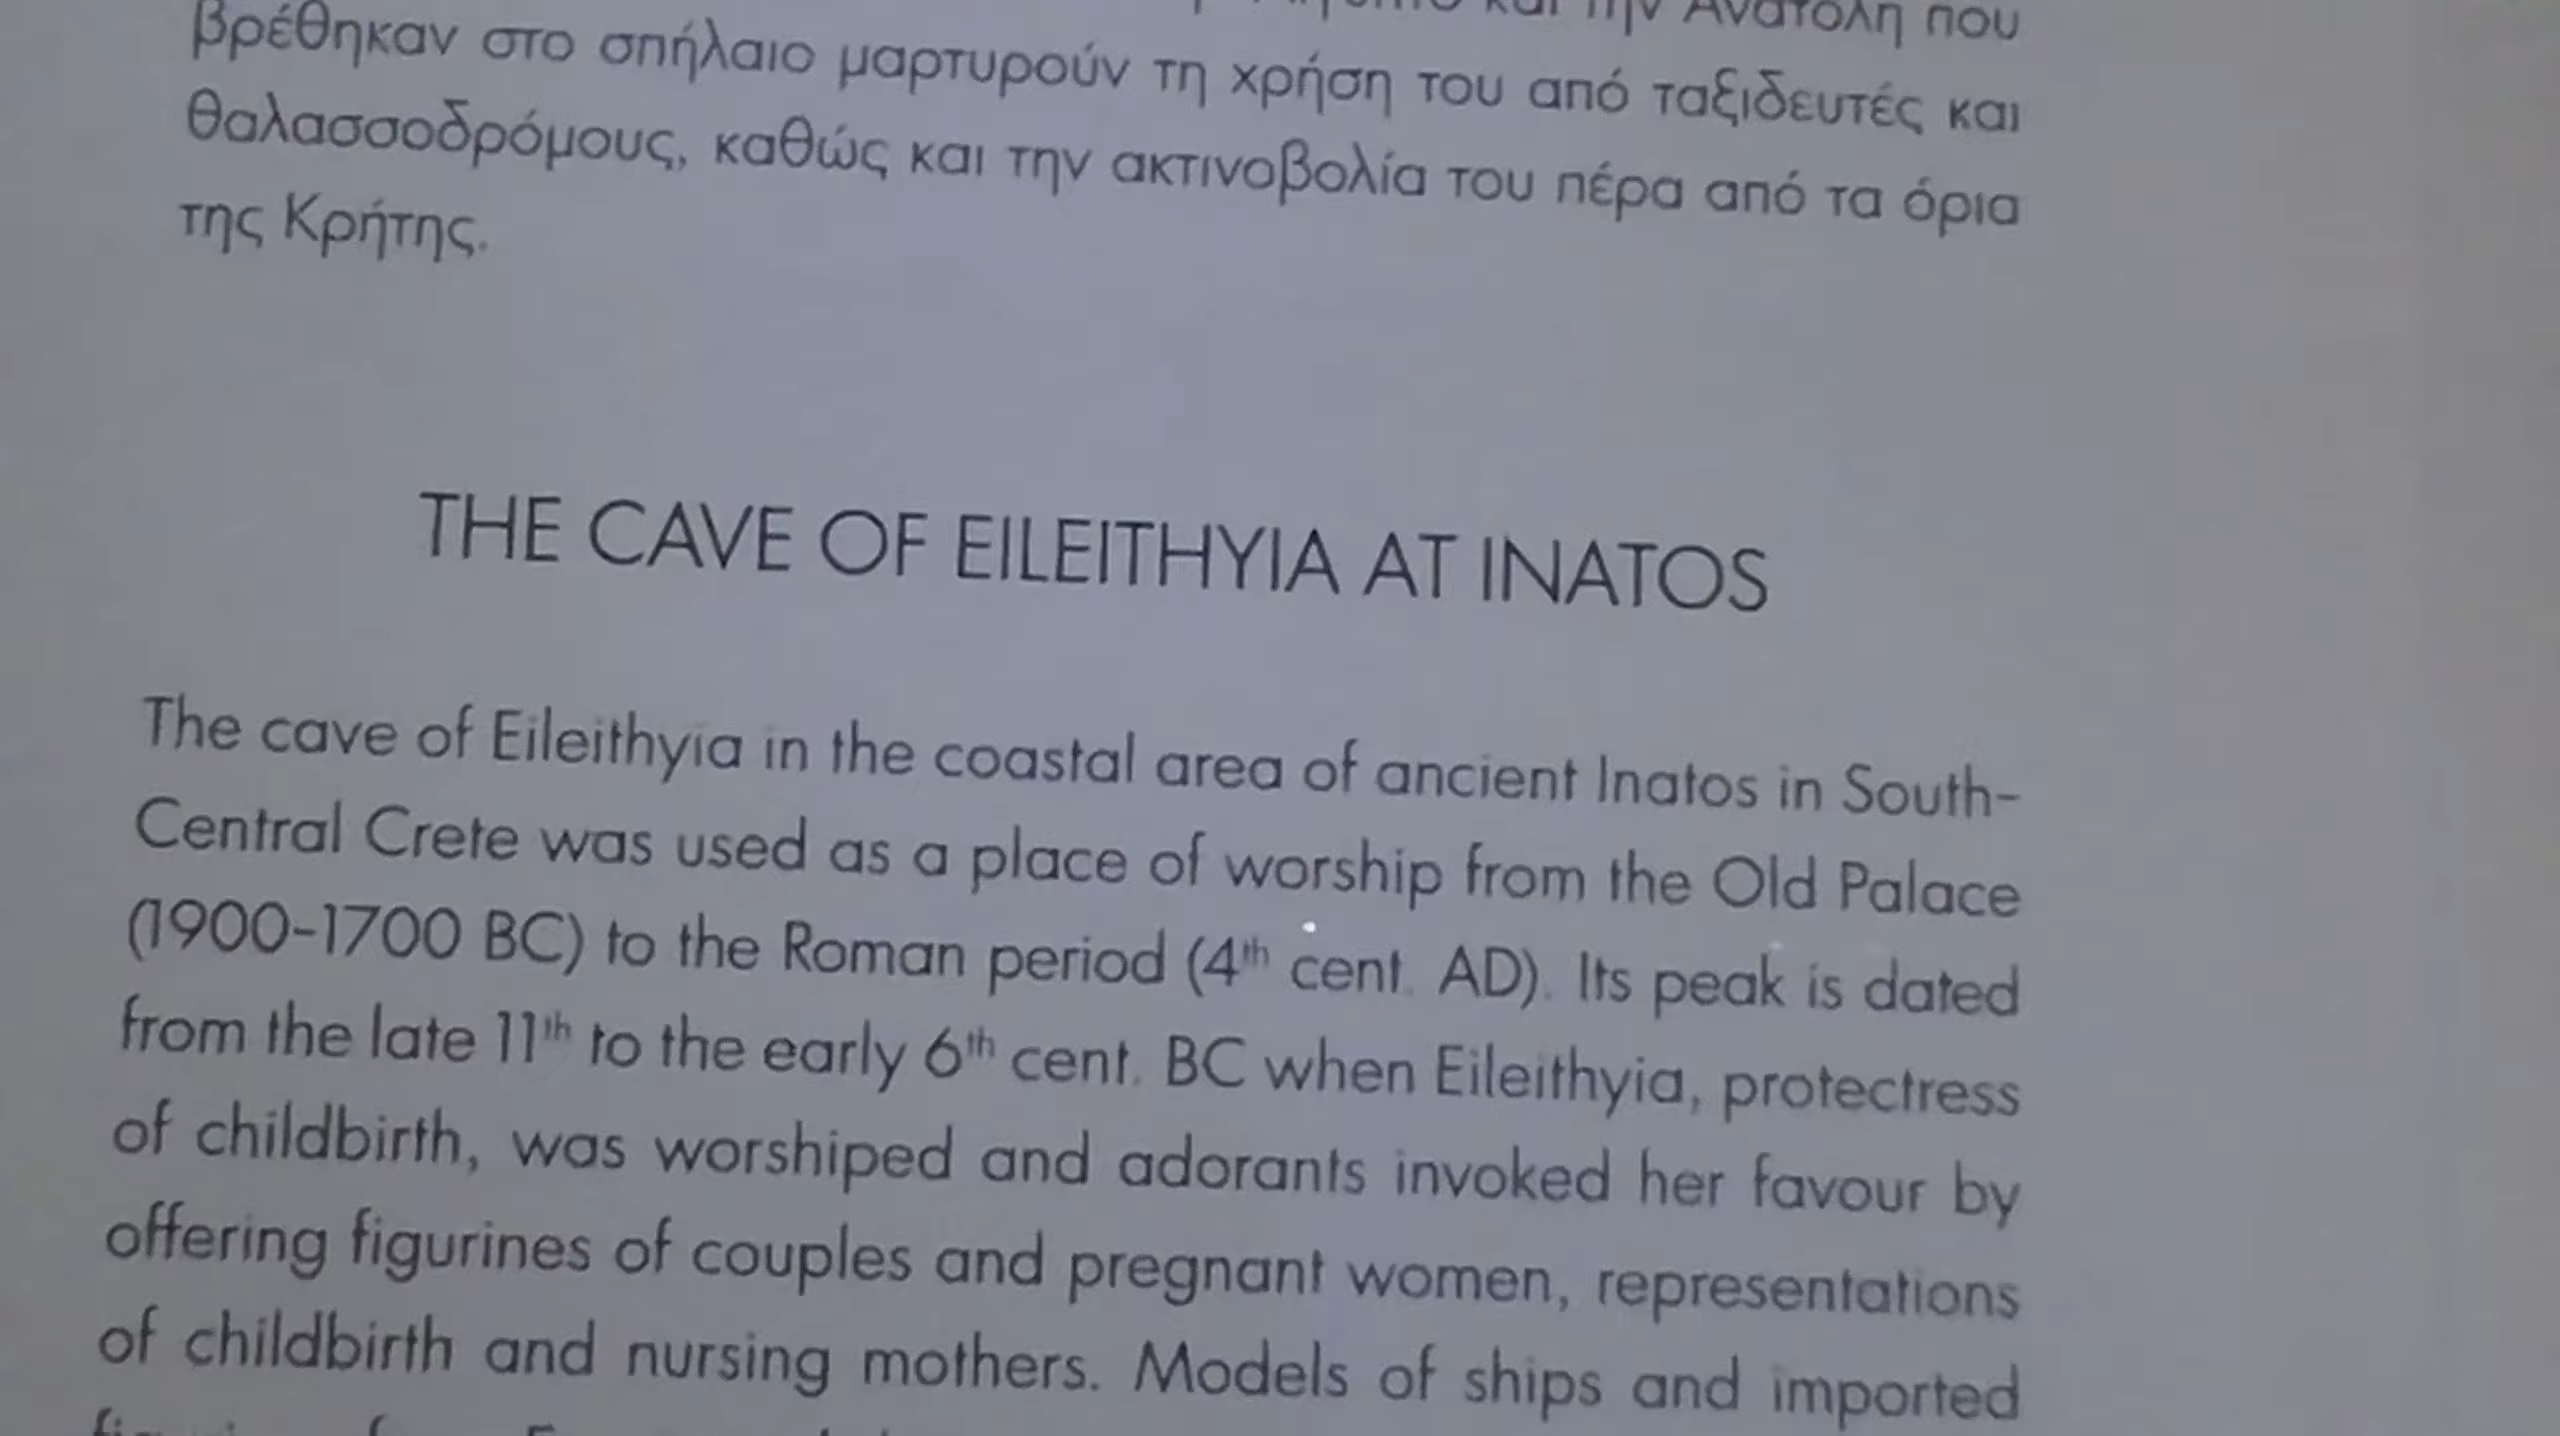 και την Ανατολή που
βρέθηκαν στο σπήλαιο μαρτυρούν τη χρήση του από ταξιδευτές και
θαλασσοδρόμους, καθώς και την ακτινοβολία του πέρα από τα όρια
της Κρήτης.
THE CAVE OF EILEITHYIA AT INATOS
The cave of Eileithyia in the coastal area of ancient Inatos in South-
Central Crete was used as a place of worship from the Old Palace
(1900-1700 BC) to the Roman period (4th cent. AD). Its peak is dated
from the late 11th to the early 6th cent. BC when Eileithyia, protectress
of childbirth, was worshiped and adorants invoked her favour by
offering figurines of couples and pregnant women, representations
of childbirth and nursing mothers. Models of ships and imported